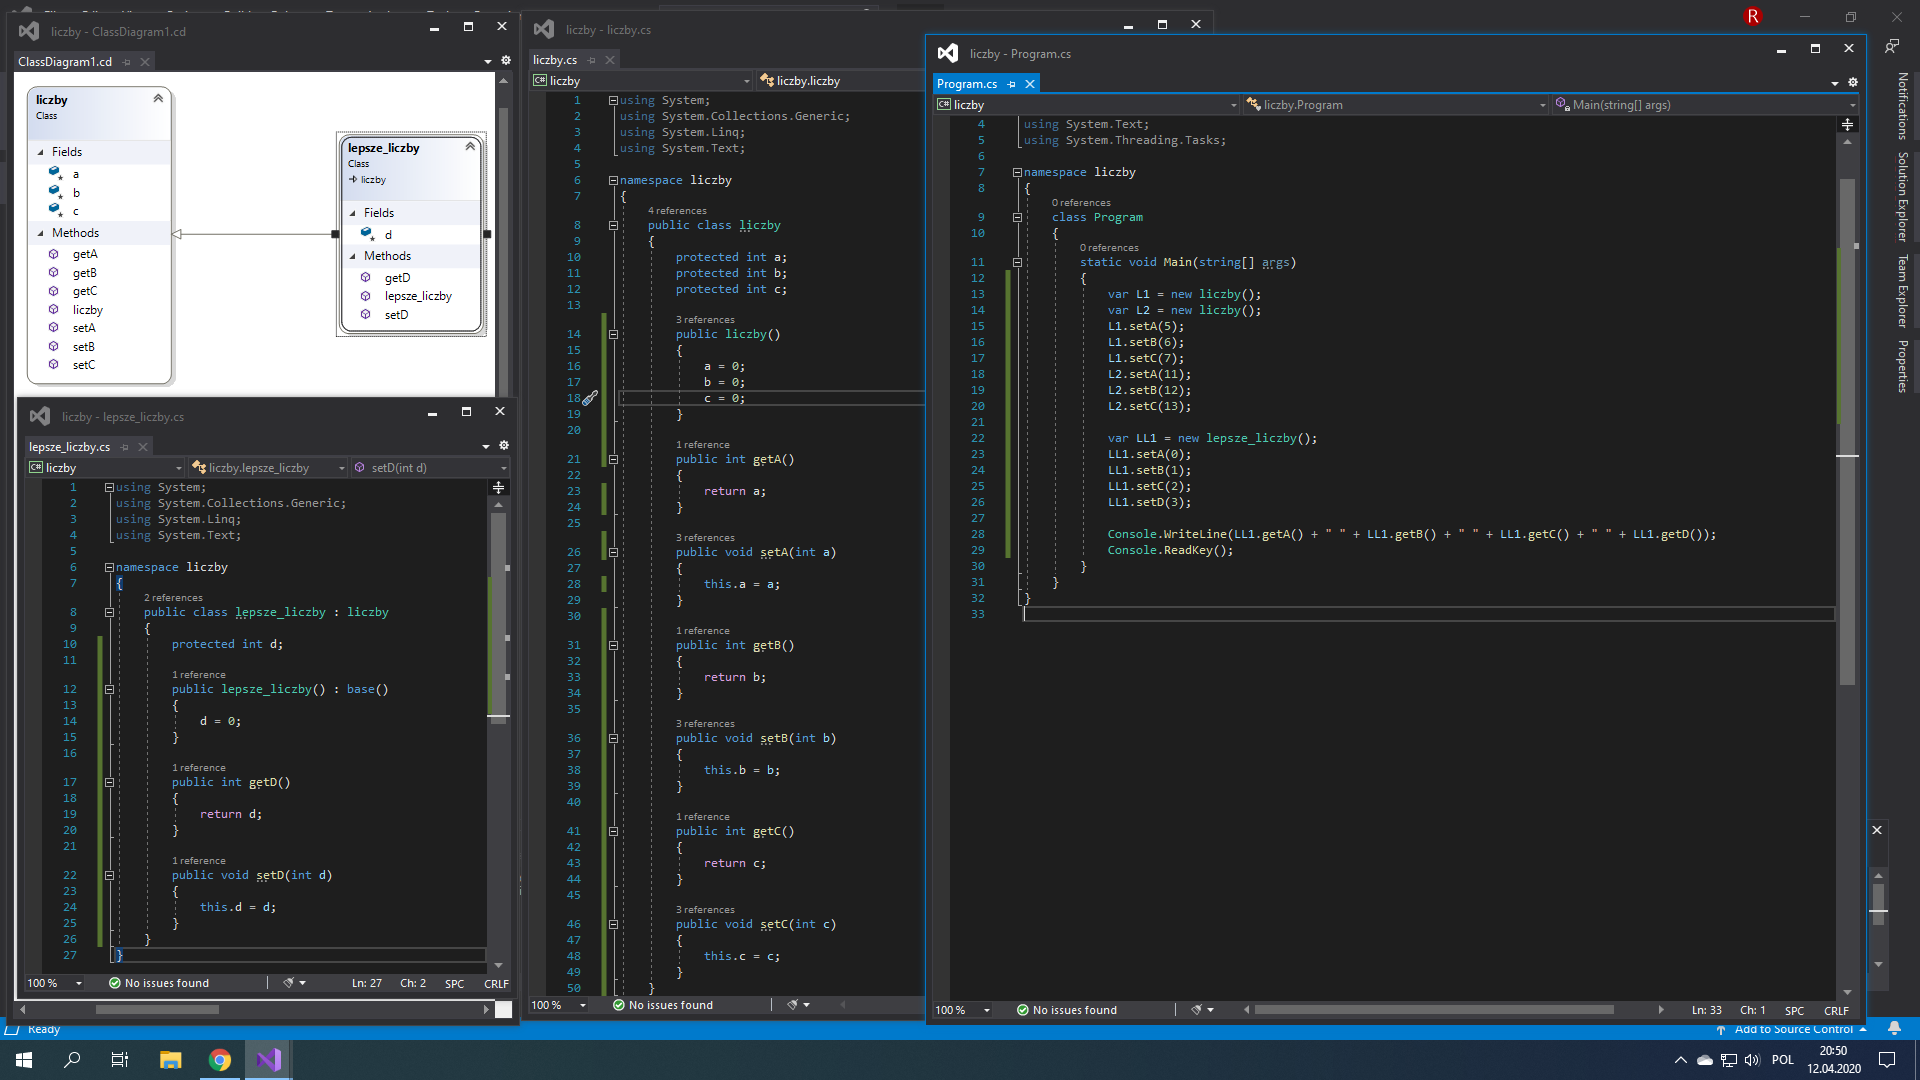 liczby - ClassDiagram1.cd
ClassDiagram1.cd
liczby
Class
Fields
a
b
c
Methods
getA
getB
getC
liczby
setA
setB
setC
lepsze_liczby
Class
liczby
Fields
d
Methods
getD
lepsze_liczby
setD
liczby - lepsze_liczby.cs
lepsze_liczby.cs
C# liczby
liczby.lepsze_liczby
setD(int d)
1 using System;
2 using System.Collections.Generic;
3 using System.Linq;
4 using System.Text;
5
6 namespace liczby
7 {
2 references
8 public class lepsze_liczby : liczby
9 {
10 protected int d;
11
1 reference
12 public lepsze_liczby() : base()
13 {
14 d = 0;
15 }
16
1 reference
17 public int getD()
18 {
19 return d;
20 }
21
1 reference
22 public void setD(int d)
23 {
24 this.d = d;
25 }
26 }
27 }
100 %
No issues found
Ln: 27 Ch: 2 SPC CRLF
liczby - liczby.cs
liczby.cs
C# liczby
liczby.liczby
1 using System;
2 using System.Collections.Generic;
3 using System.Linq;
4 using System.Text;
5
6 namespace liczby
7 {
4 references
8 public class liczby
9 {
10 protected int a;
11 protected int b;
12 protected int c;
13
3 references
14 public liczby()
15 {
16 a = 0;
17 b = 0;
18 c = 0;
19 }
20
1 reference
21 public int getA()
22 {
23 return a;
24 }
25
3 references
26 public void setA(int a)
27 {
28 this.a = a;
29 }
30
1 reference
31 public int getB()
32 {
33 return b;
34 }
35
3 references
36 public void setB(int b)
37 {
38 this.b = b;
39 }
40
1 reference
41 public int getC()
42 {
43 return c;
44 }
45
3 references
46 public void setC(int c)
47 {
48 this.c = c;
49 }
50 }
100 %
No issues found
liczby - Program.cs
Program.cs
C# liczby
liczby.Program
Main(string[] args)
4 using System.Text;
5 using System.Threading.Tasks;
6
7 namespace liczby
8 {
0 references
9 class Program
10 {
0 references
11 static void Main(string[] args)
12 {
13 var L1 = new liczby();
14 var L2 = new liczby();
15 L1.setA(5);
16 L1.setB(6);
17 L1.setC(7);
18 L2.setA(11);
19 L2.setB(12);
20 L2.setC(13);
21
22 var LL1 = new lepsze_liczby();
23 LL1.setA(0);
24 LL1.setB(1);
25 LL1.setC(2);
26 LL1.setD(3);
27
28 Console.WriteLine(LL1.getA() + " " + LL1.getB() + " " + LL1.getC() + " " + LL1.getD());
29 Console.ReadKey();
30 }
31 }
32 }
33
100 %
No issues found
Ln: 33 Ch: 1 SPC CRLF
R
Notifications
Solution Explorer
Team Explorer
Properties
Ready
Add to Source Control
POL
20:50
12.04.2020